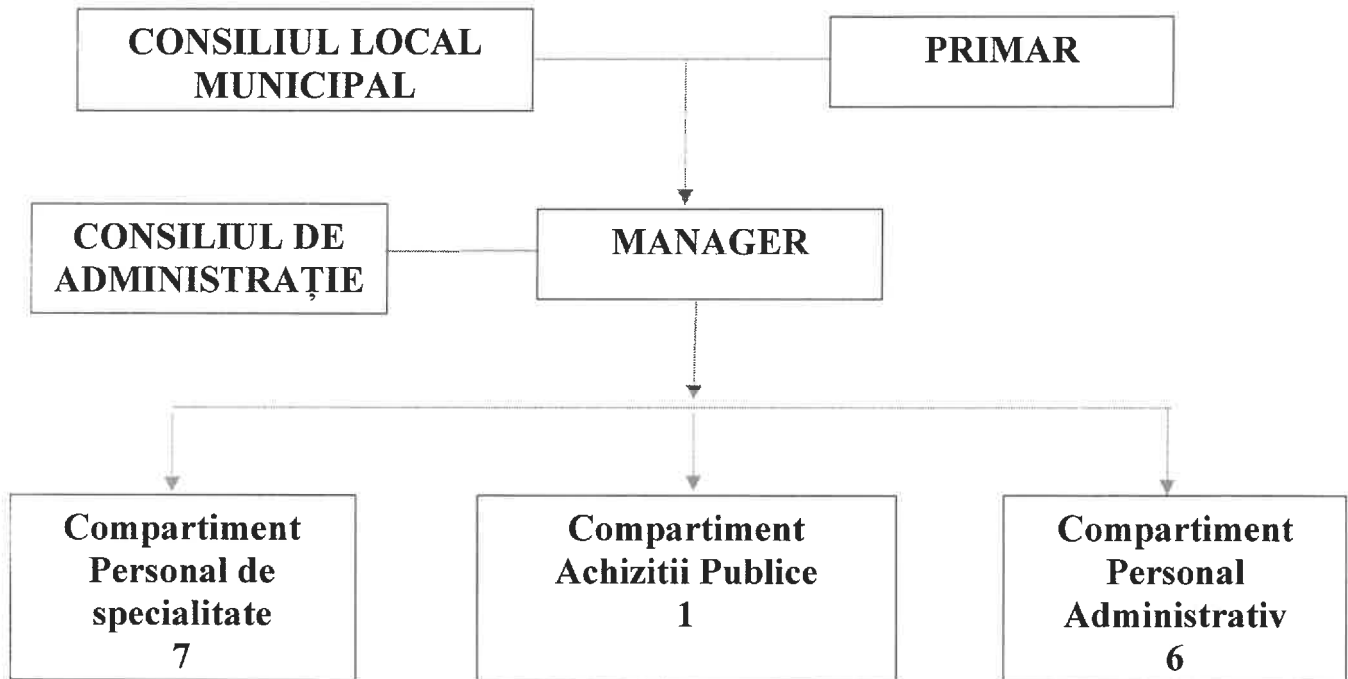 CONSILIUL LOCAL
MUNICIPAL
PRIMAR
CONSILIUL DE
ADMINISTRAȚIE
MANAGER
Compartiment
Personal de
specialitate
7
Compartiment
Achizitii Publice
1
Compartiment
Personal
Administrativ
6